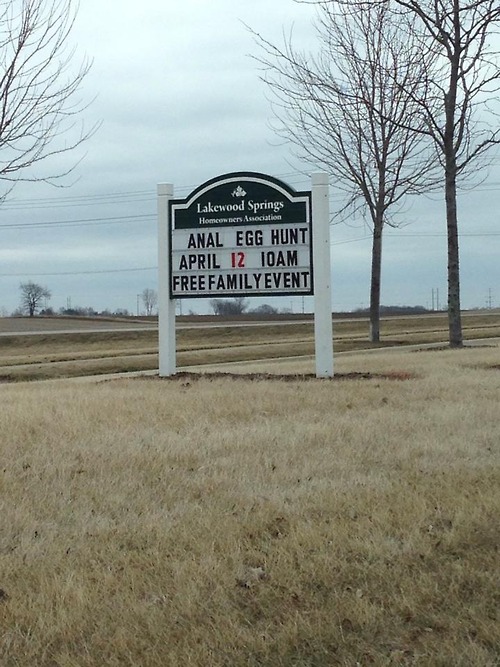 Lakewood Springs
Homeowners Association
ANAL EGG HUNT
APRIL 12 10AM
FREE FAMILY EVENT